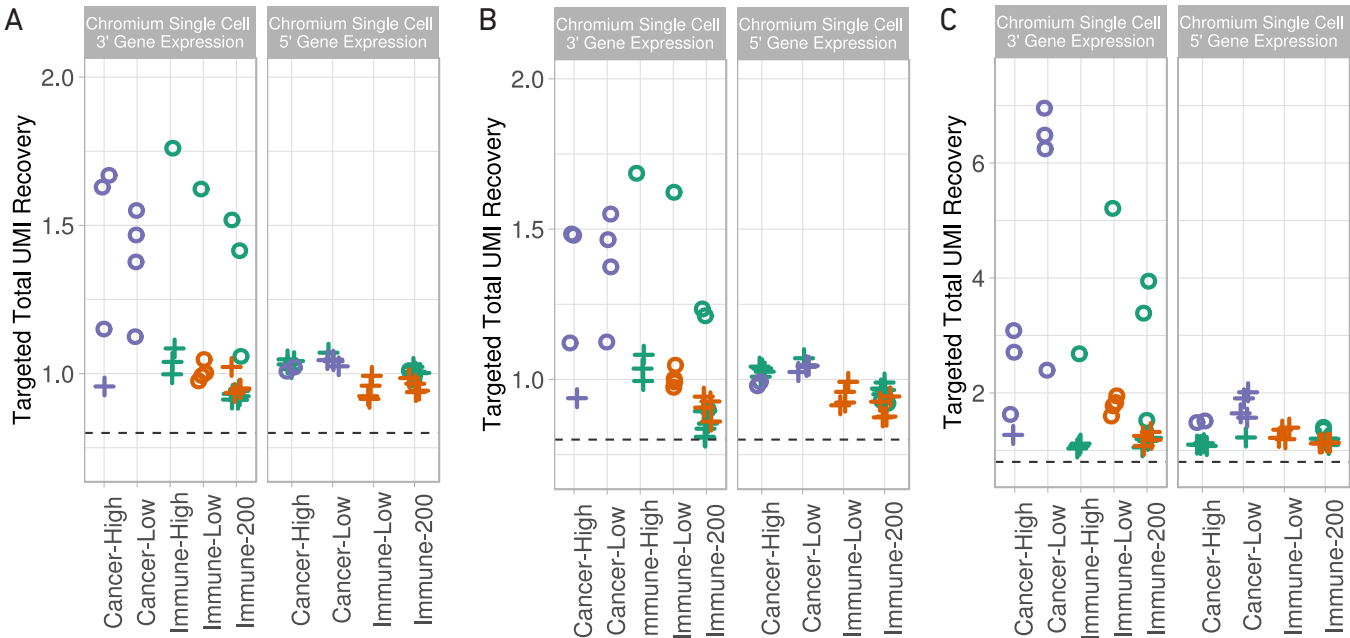 A
Chromium Single Cell
3' Gene Expression
Chromium Single Cell
5' Gene Expression
Targeted Total UMI Recovery
2.0
1.5
1.0
Cancer-High
Cancer-Low
Immune-High
Immune-Low
Immune-200
Cancer-High
Cancer-Low
Immune-Low
Immune-200
B
Chromium Single Cell
3' Gene Expression
Chromium Single Cell
5' Gene Expression
Targeted Total UMI Recovery
2.0
1.5
1.0
Cancer-High
Cancer-Low
mmune-High
Immune-Low
Immune-200
Cancer-High
Cancer-Low
Immune-Low
Immune-200
C
Chromium Single Cell
3' Gene Expression
Chromium Single Cell
5' Gene Expression
Targeted Total UMI Recovery
6
4
2
Cancer-High
Cancer-Low
Immune-High
Immune-Low
Immune-200
Cancer-High
Cancer-Low
Immune-Low
Immune-200